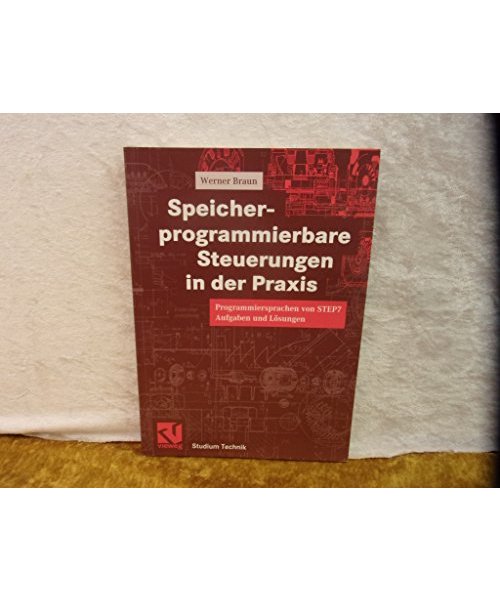 Werner Braun
Speicher-
programmierbare
Steuerungen
in der Praxis
Programmiersprachen von STEP7
Aufgaben und Lösungen
vieweg
Studium Technik